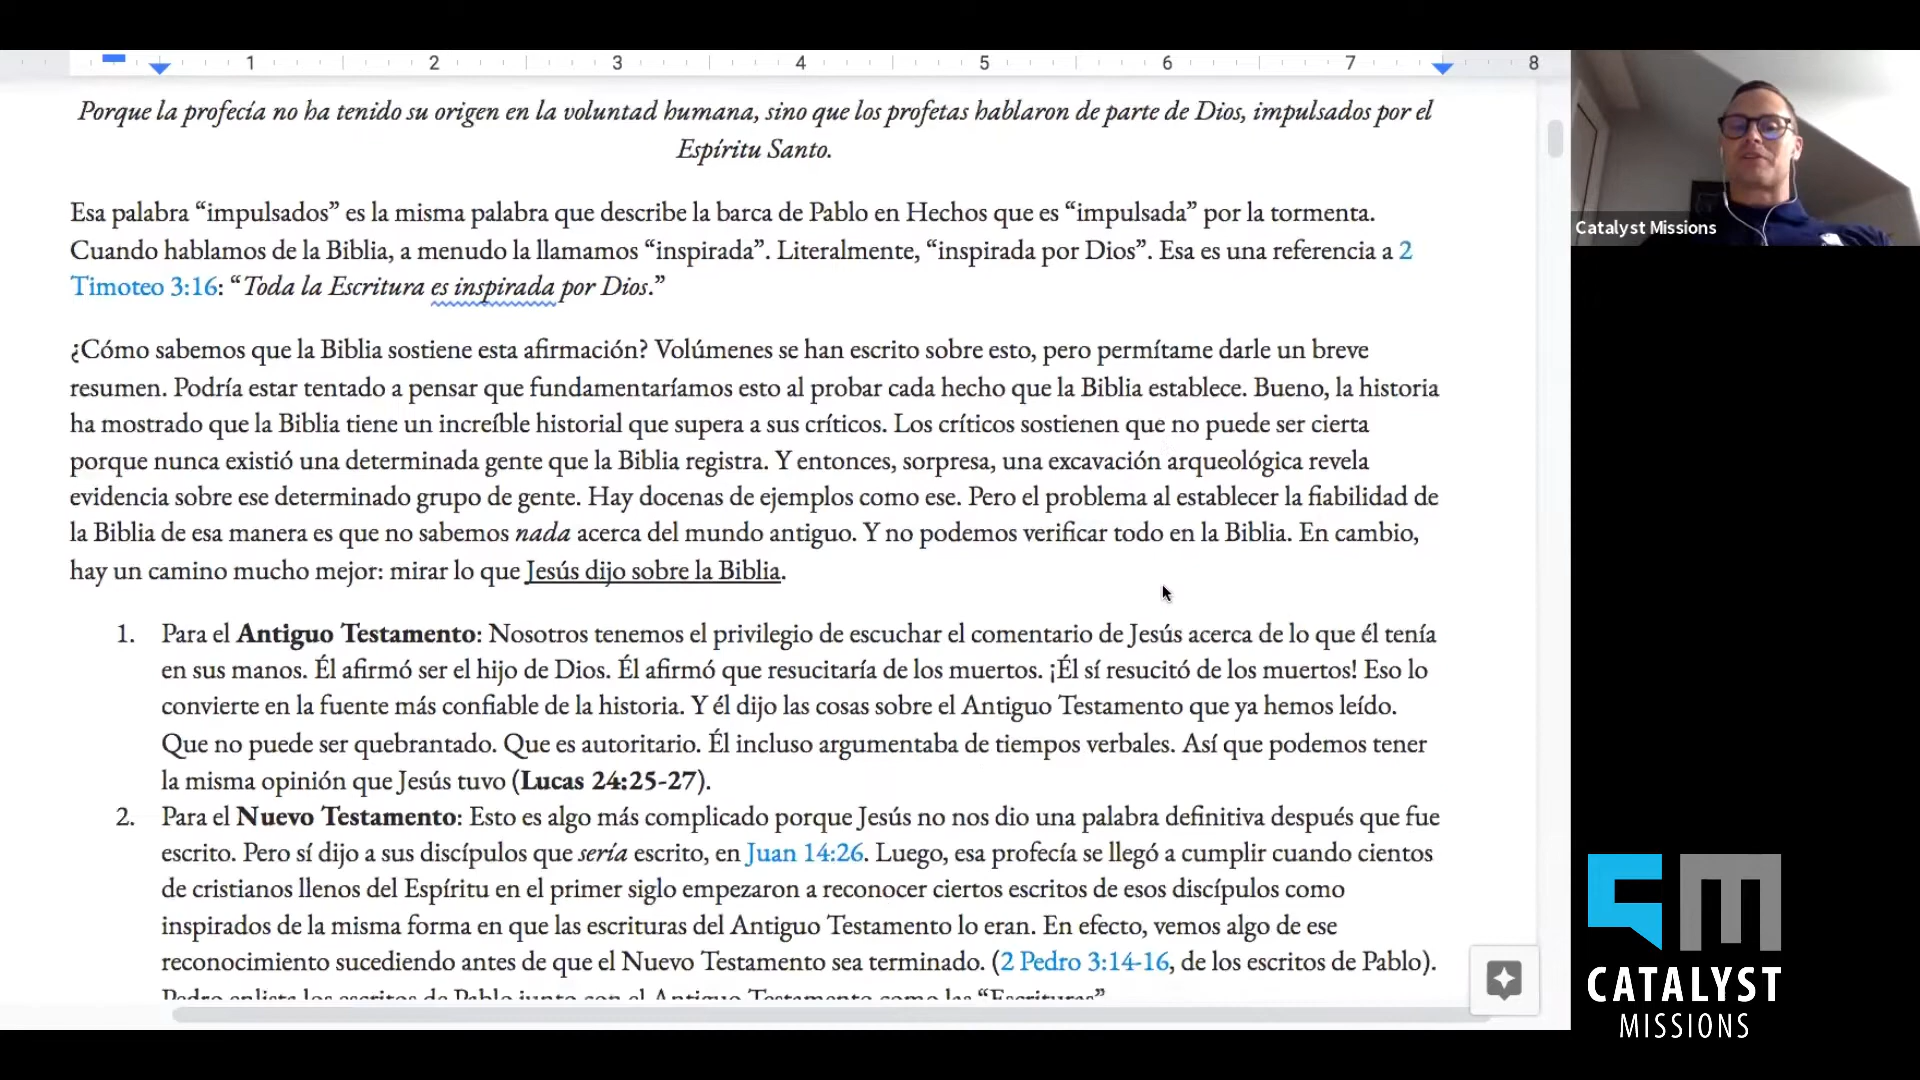 1 2 3 4 5 6 7 8
Porque la profecía no ha tenido su origen en la voluntad humana, sino que los profetas hablaron de parte de Dios, impulsados por el
Espíritu Santo.
Esa palabra “impulsados” es la misma palabra que describe la barca de Pablo en Hechos que es “impulsada” por la tormenta.
Cuando hablamos de la Biblia, a menudo la llamamos “inspirada”. Literalmente, “inspirada por Dios”. Esa es una referencia a 2
Timoteo 3:16: “Toda la Escritura es inspirada por Dios.”
¿Cómo sabemos que la Biblia sostiene esta afirmación? Volúmenes se han escrito sobre esto, pero permítame darle un breve
resumen. Podría estar tentado a pensar que fundamentaríamos esto al probar cada hecho que la Biblia establece. Bueno, la historia
ha mostrado que la Biblia tiene un increíble historial que supera a sus críticos. Los críticos sostienen que no puede ser cierta
porque nunca existió una determinada gente que la Biblia registra. Y entonces, sorpresa, una excavación arqueológica revela
evidencia sobre ese determinado grupo de gente. Hay docenas de ejemplos como ese. Pero el problema al establecer la fiabilidad de
la Biblia de esa manera es que no sabemos nada acerca del mundo antiguo. Y no podemos verificar todo en la Biblia. En cambio,
hay un camino mucho mejor: mirar lo que Jesús dijo sobre la Biblia.
1. Para el Antiguo Testamento: Nosotros tenemos el privilegio de escuchar el comentario de Jesús acerca de lo que él tenía
en sus manos. Él afirmó ser el hijo de Dios. Él afirmó que resucitaría de los muertos. ¡Él sí resucitó de los muertos! Eso lo
convierte en la fuente más confiable de la historia. Y él dijo las cosas sobre el Antiguo Testamento que ya hemos leído.
Que no puede ser quebrantado. Que es autoritario. Él incluso argumentaba de tiempos verbales. Así que podemos tener
la misma opinión que Jesús tuvo (Lucas 24:25-27).
2. Para el Nuevo Testamento: Esto es algo más complicado porque Jesús no nos dio una palabra definitiva después que fue
escrito. Pero sí dijo a sus discípulos que sería escrito, en Juan 14:26. Luego, esa profecía se llegó a cumplir cuando cientos
de cristianos llenos del Espíritu en el primer siglo empezaron a reconocer ciertos escritos de esos discípulos como
inspirados de la misma forma en que las escrituras del Antiguo Testamento lo eran. En efecto, vemos algo de ese
reconocimiento sucediendo antes de que el Nuevo Testamento sea terminado. (2 Pedro 3:14-16, de los escritos de Pablo).
Pedro enlista los escritos de Pablo junto con el Antiguo Testamento como las “Escrituras”
Catalyst Missions
CATALYST
MISSIONS